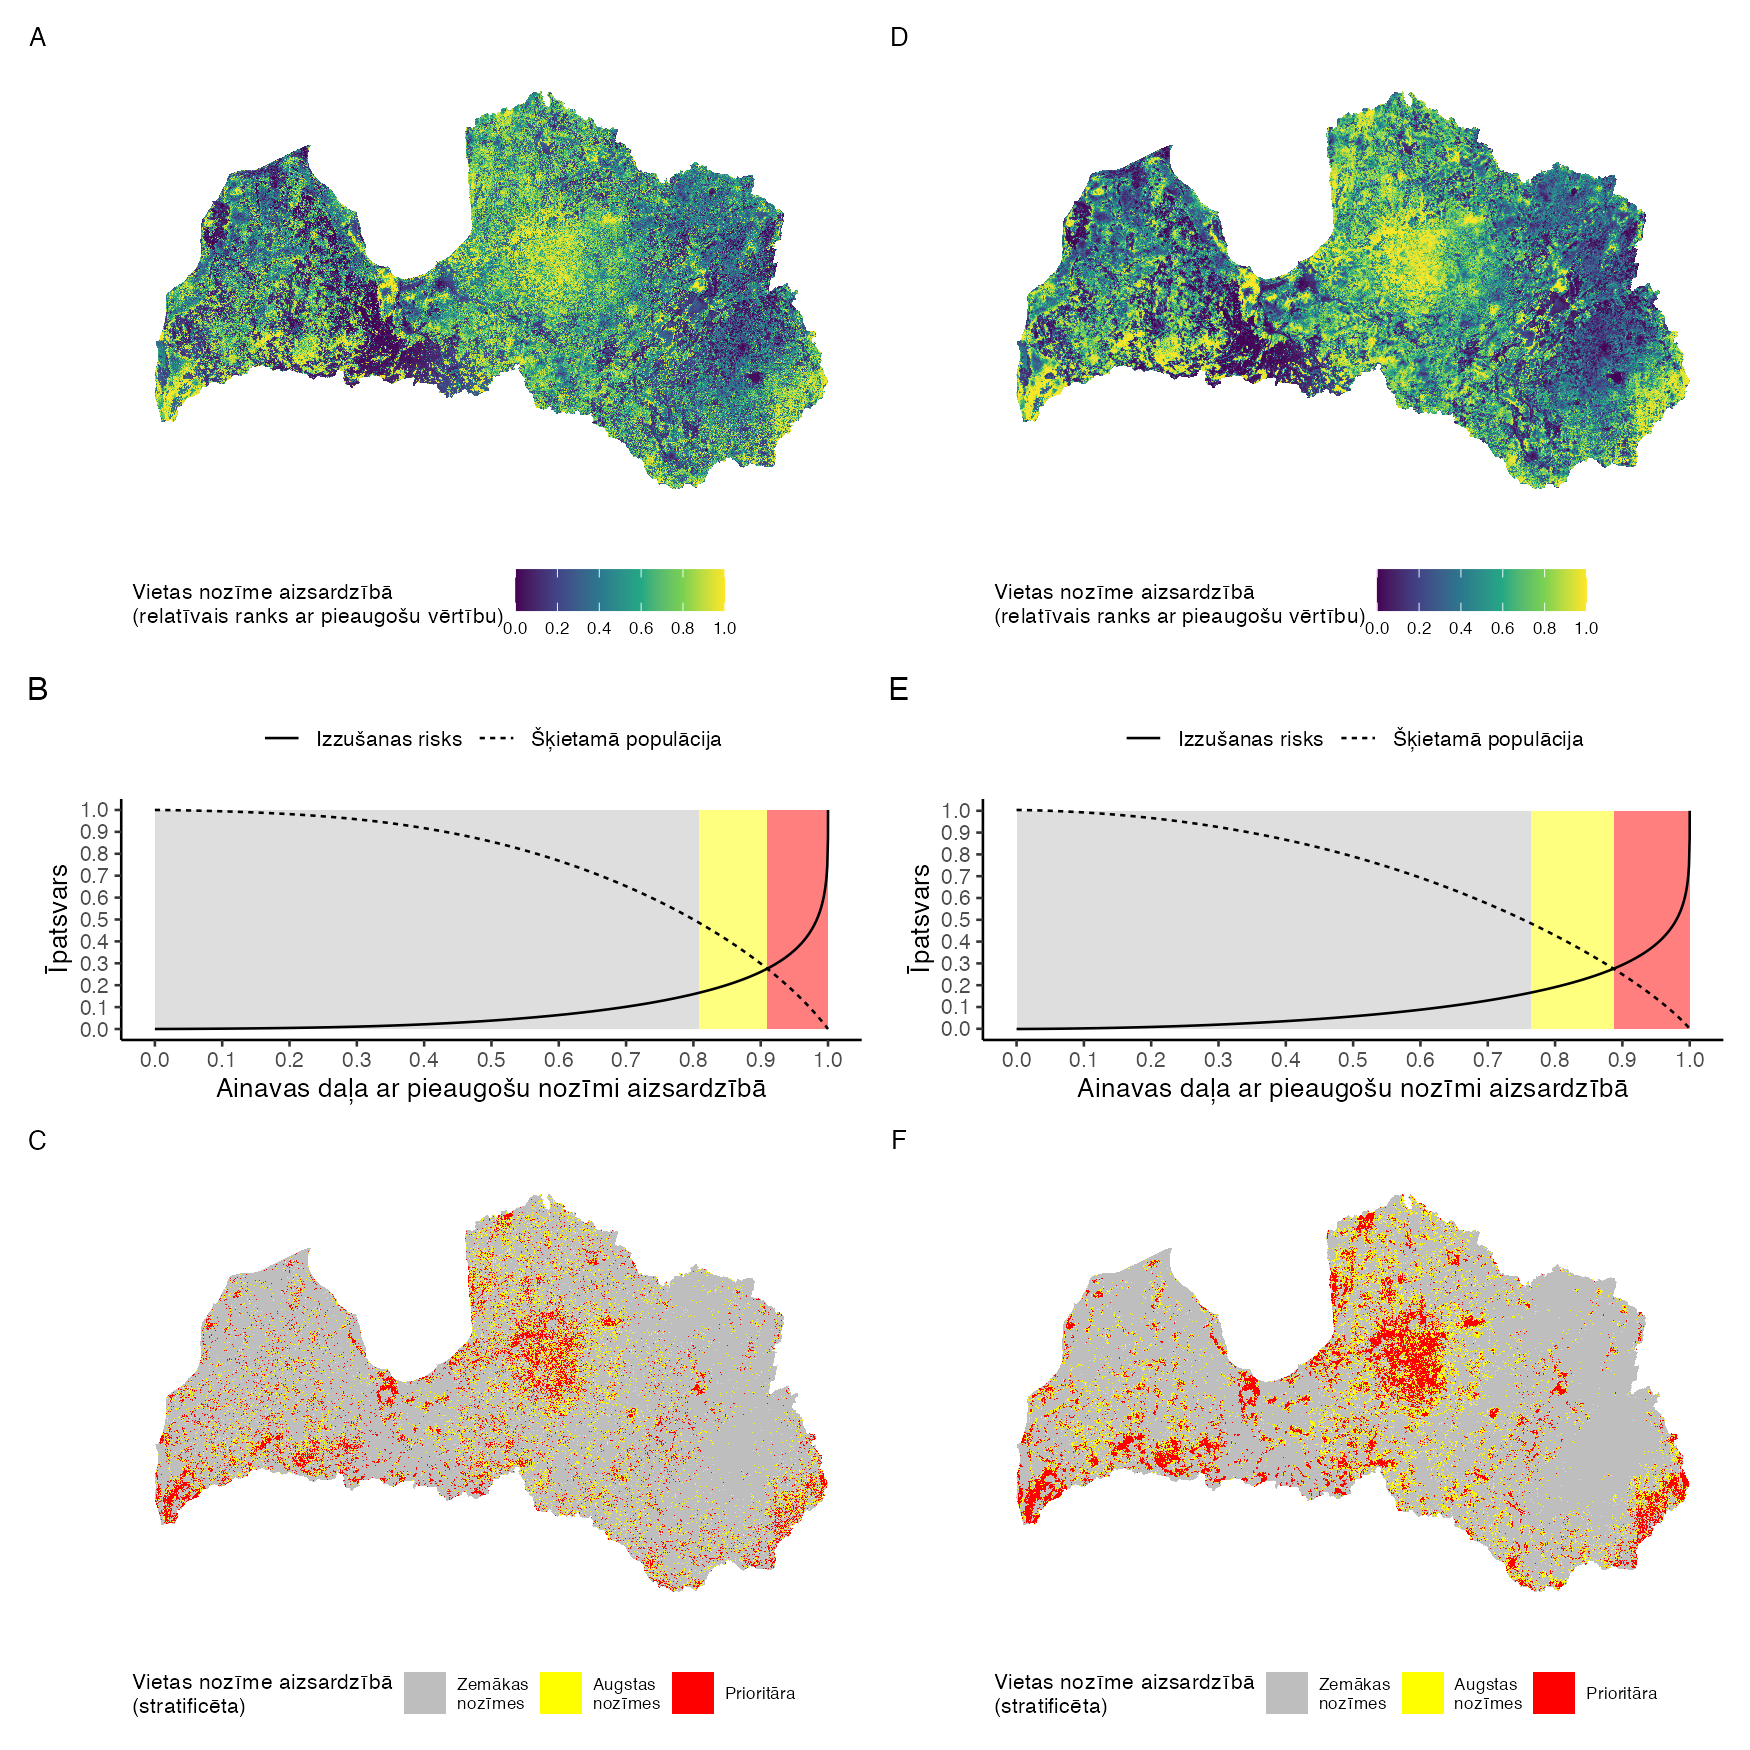 A
Vietas nozīme aizsardzībā
(relatīvais ranks ar pieaugošu vērtību)
0.0 0.2 0.4 0.6 0.8 1.0
D
Vietas nozīme aizsardzībā
(relatīvais ranks ar pieaugošu vērtību)
0.0 0.2 0.4 0.6 0.8 1.0
B
Izzušanas risks Šķietamā populācija
Īpatsvars
1.0
0.9
0.8
0.7
0.6
0.5
0.4
0.3
0.2
0.1
0.0
0.0 0.1 0.2 0.3 0.4 0.5 0.6 0.7 0.8 0.9 1.0
Ainavas daļa ar pieaugošu nozīmi aizsardzībā
E
Izzušanas risks Šķietamā populācija
Īpatsvars
1.0
0.9
0.8
0.7
0.6
0.5
0.4
0.3
0.2
0.1
0.0
0.0 0.1 0.2 0.3 0.4 0.5 0.6 0.7 0.8 0.9 1.0
Ainavas daļa ar pieaugošu nozīmi aizsardzībā
C
Vietas nozīme aizsardzībā
(stratificēta)
Zemākas
nozīmes
Augstas
nozīmes
Prioritāra
F
Vietas nozīme aizsardzībā
(stratificēta)
Zemākas
nozīmes
Augstas
nozīmes
Prioritāra